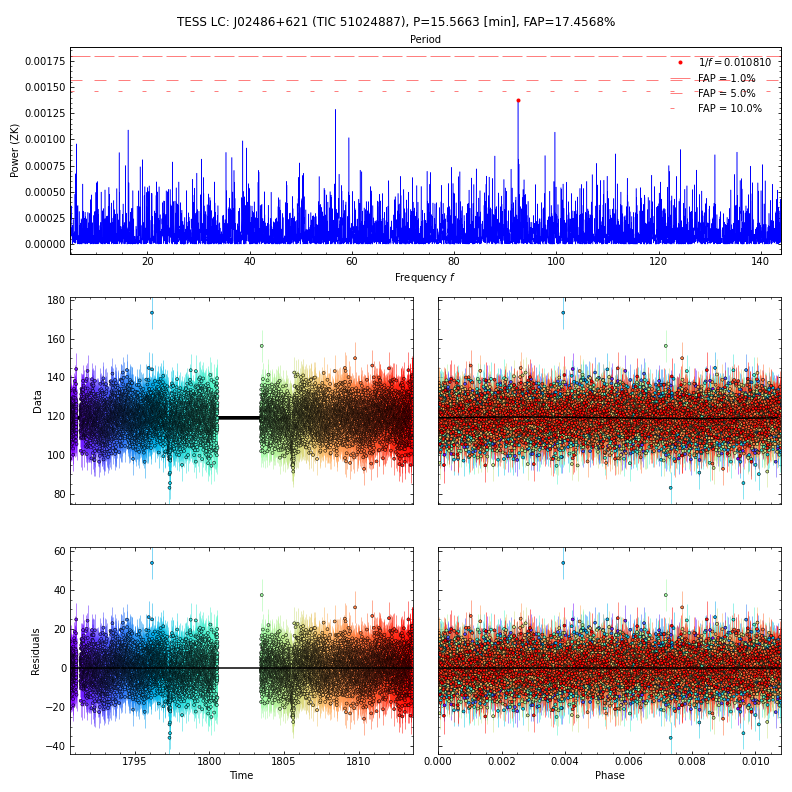 TESS LC: J02486+621 (TIC 51024887), P=15.5663 [min], FAP=17.4568%
Period
Power (ZK)
0.00175
0.00150
0.00125
0.00100
0.00075
0.00050
0.00025
0.00000
1/f = 0.010810
FAP = 1.0%
FAP = 5.0%
FAP = 10.0%
20 40 60 80 100 120 140
Frequency f
Data
180
160
140
120
100
80
Residuals
60
40
20
0
−20
−40
1795 1800 1805 1810
Time
0.000 0.002 0.004 0.006 0.008 0.010
Phase